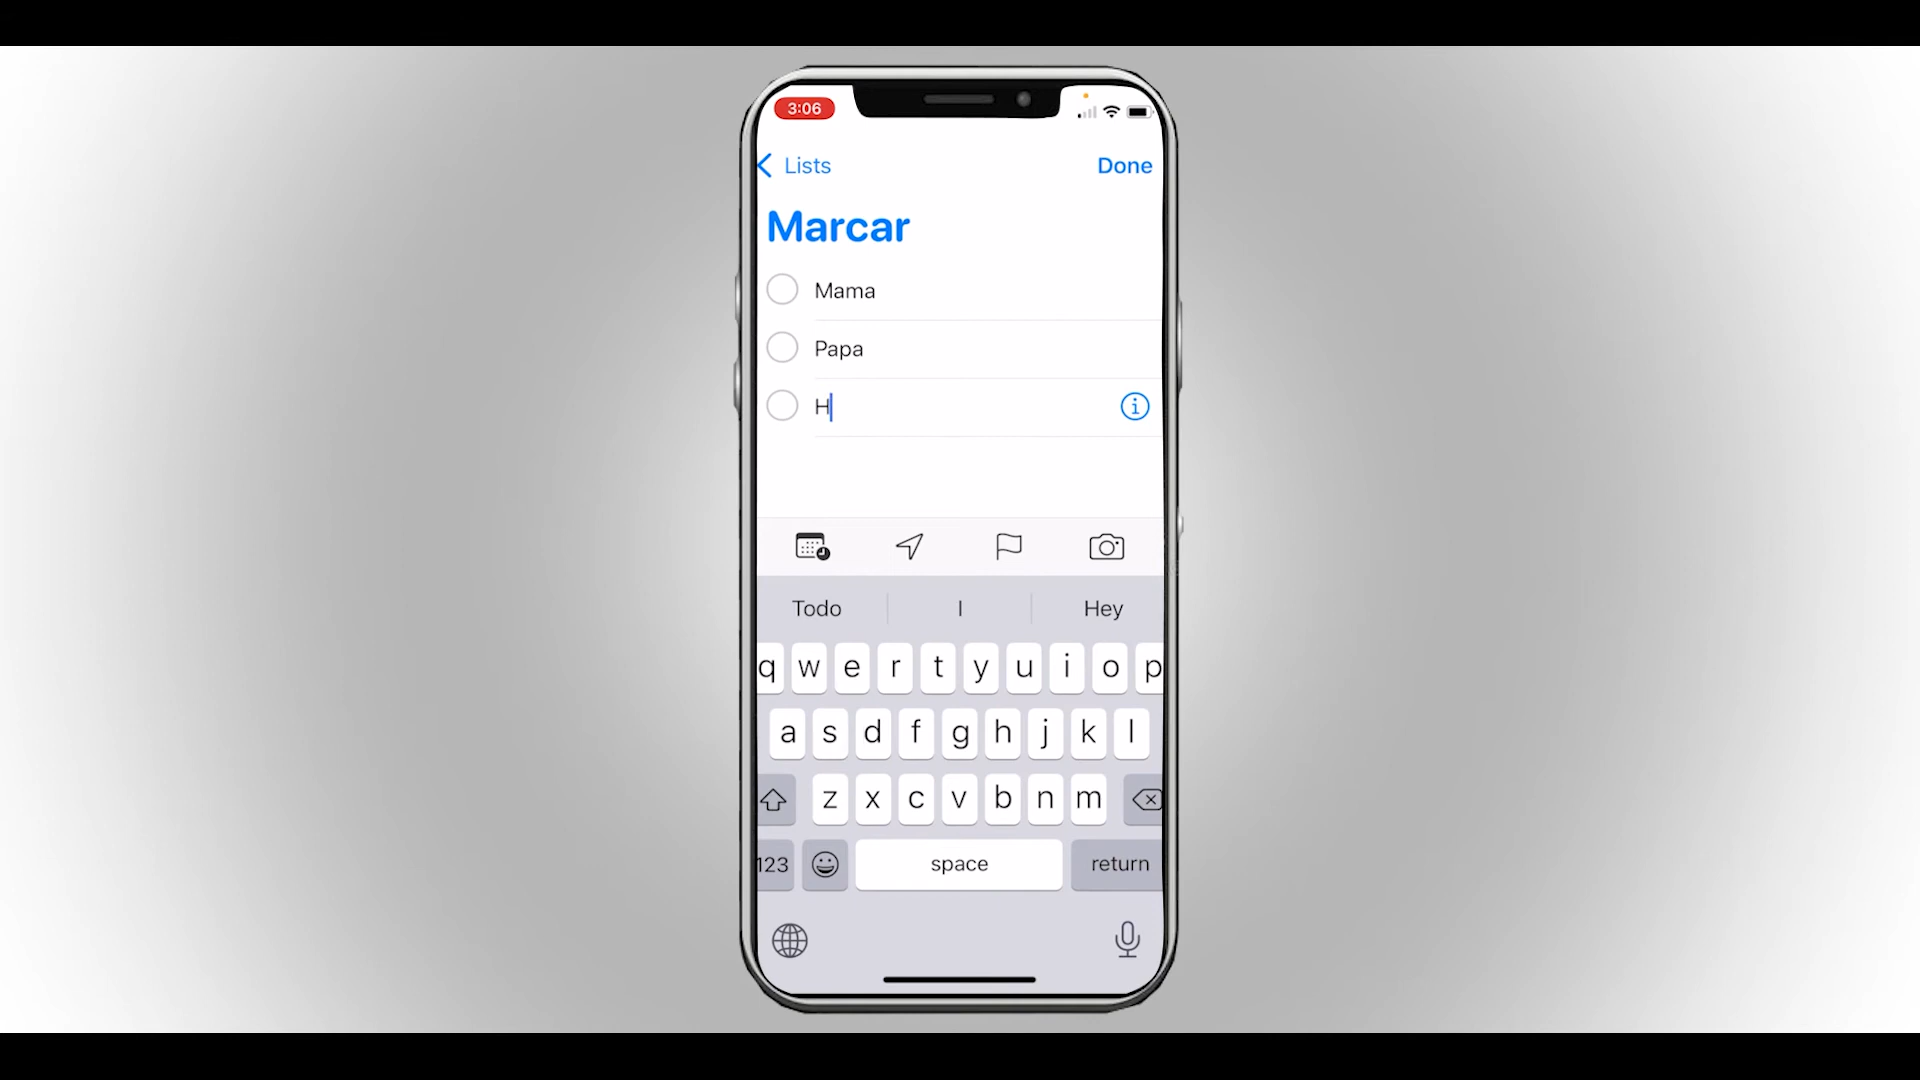 3:06
Lists
Done
Marcar
Mama
Papa
H
Todo I Hey
q w e r t y u i o p
a s d f g h j k l
z x c v b n m
123 space return